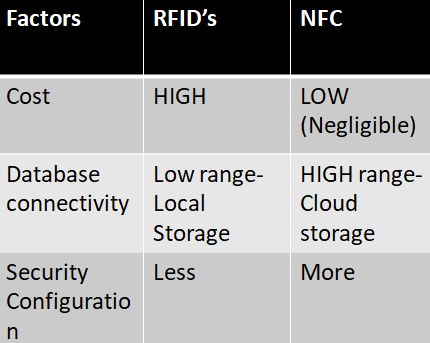 Factors RFID’s NFC
Cost HIGH LOW
(Negligible)
Database Low range- HIGH range-
connectivity Local Cloud
Storage storage
Security Less More
Configuratio
n